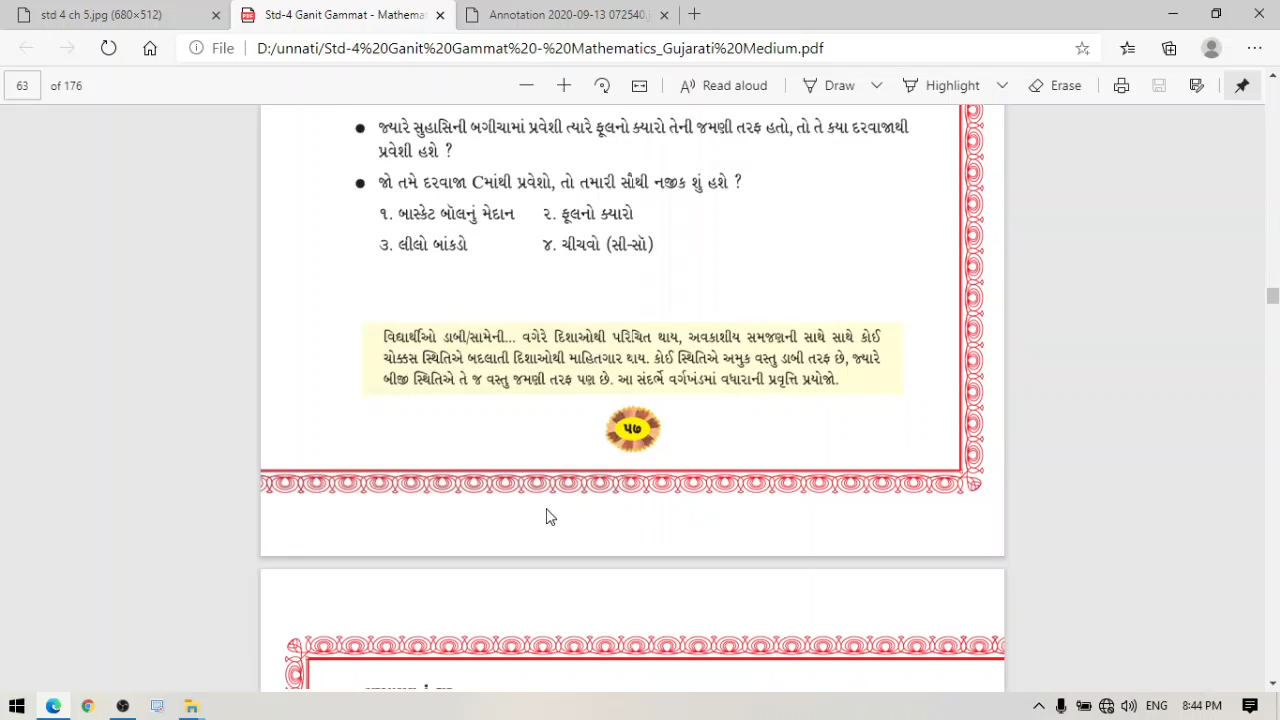 std 4 ch 5.jpg (680×512)
Std-4 Ganit Gammat - Mathemat
Annotation 2020-09-13 072540.j
File
D:/unnati/Std-4%20Ganit%20Gammat%20-%20Mathematics_Gujarati%20Medium.pdf
63 of 176
Read aloud
Draw
Highlight
Erase
● જ્યારે સુહાસિની બગીચામાં પ્રવેશી ત્યારે ફૂલનો ક્યારો તેની જમણી તરફ હતો, તો તે કયા દરવાજાથી
પ્રવેશી હશે ?
● જો તમે દરવાજા Cમાંથી પ્રવેશો, તો તમારી સૌથી નજીક શું હશે ?
૧. બાસ્કેટ બૉલનું મેદાન ૨. ફૂલનો ક્યારો
૩. લીલો બાંકડો ૪. ચીચવો (સી-સૉ)
વિદ્યાર્થીઓ ડાબી/સામેની... વગેરે દિશાઓથી પરિચિત થાય, અવકાશીય સમજણની સાથે સાથે કોઈ
ચોક્કસ સ્થિતિએ બદલાતી દિશાઓથી માહિતગાર થાય. કોઈ સ્થિતિએ અમુક વસ્તુ ડાબી તરફ છે, જ્યારે
બીજી સ્થિતિએ તે જ વસ્તુ જમણી તરફ પણ છે. આ સંદર્ભે વર્ગખંડમાં વધારાની પ્રવૃત્તિ પ્રયોજો.
૫૭
ENG
8:44 PM